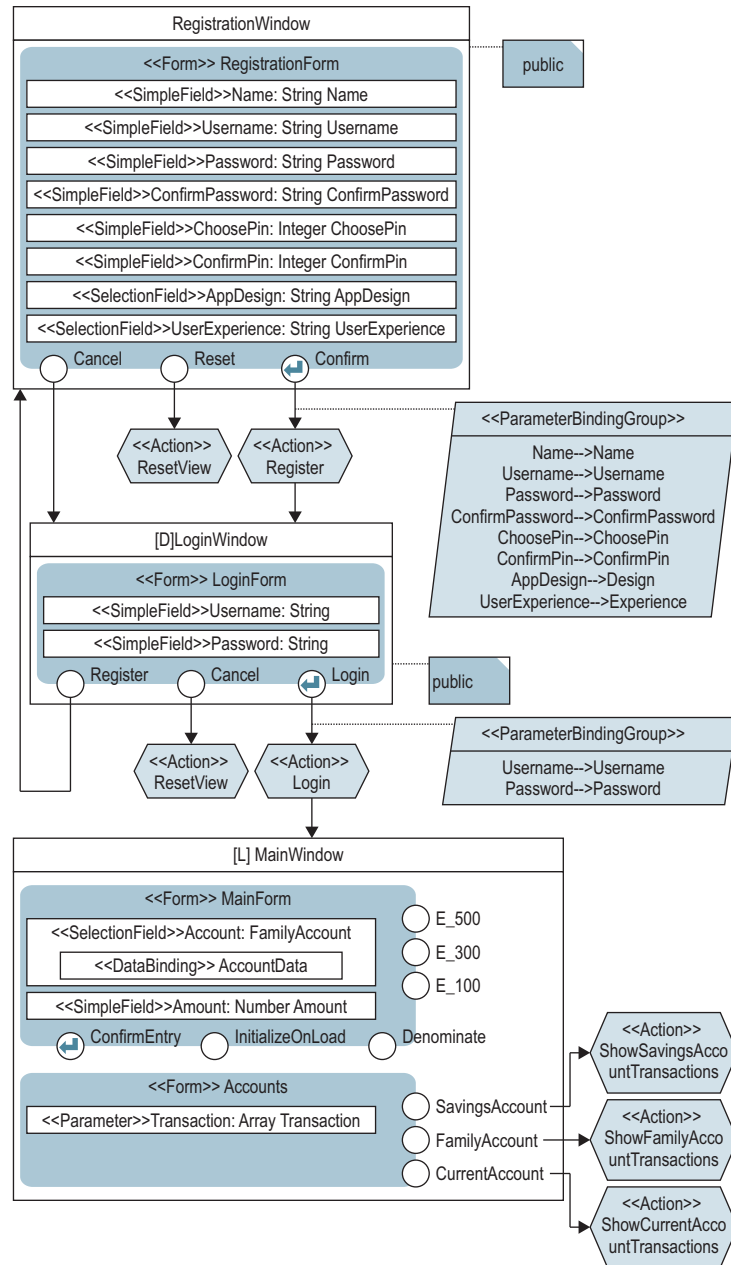 RegistrationWindow
<<Form>> RegistrationForm
public
<<SimpleField>>Name: String Name
<<SimpleField>>Username: String Username
<<SimpleField>>Password: String Password
<<SimpleField>>ConfirmPassword: String ConfirmPassword
<<SimpleField>>ChoosePin: Integer ChoosePin
<<SimpleField>>ConfirmPin: Integer ConfirmPin
<<SelectionField>>AppDesign: String AppDesign
<<SelectionField>>UserExperience: String UserExperience
Cancel
Reset
Confirm
<<Action>>
ResetView
<<Action>>
Register
<<ParameterBindingGroup>>
Name-->Name
Username-->Username
Password-->Password
ConfirmPassword-->ConfirmPassword
ChoosePin-->ChoosePin
ConfirmPin-->ConfirmPin
AppDesign-->Design
UserExperience-->Experience
[D]LoginWindow
<<Form>> LoginForm
<<SimpleField>>Username: String
<<SimpleField>>Password: String
Register
Cancel
Login
public
<<Action>>
ResetView
<<Action>>
Login
<<ParameterBindingGroup>>
Username-->Username
Password-->Password
[L] MainWindow
<<Form>> MainForm
<<SelectionField>>Account: FamilyAccount
<<DataBinding>> AccountData
<<SimpleField>>Amount: Number Amount
E_500
E_300
E_100
ConfirmEntry
InitializeOnLoad
Denominate
<<Form>> Accounts
<<Parameter>>Transaction: Array Transaction
SavingsAccount
FamilyAccount
CurrentAccount
<<Action>>
ShowSavingsAcco
untTransactions
<<Action>>
ShowFamilyAcco
untTransactions
<<Action>>
ShowCurrentAcco
untTransactions